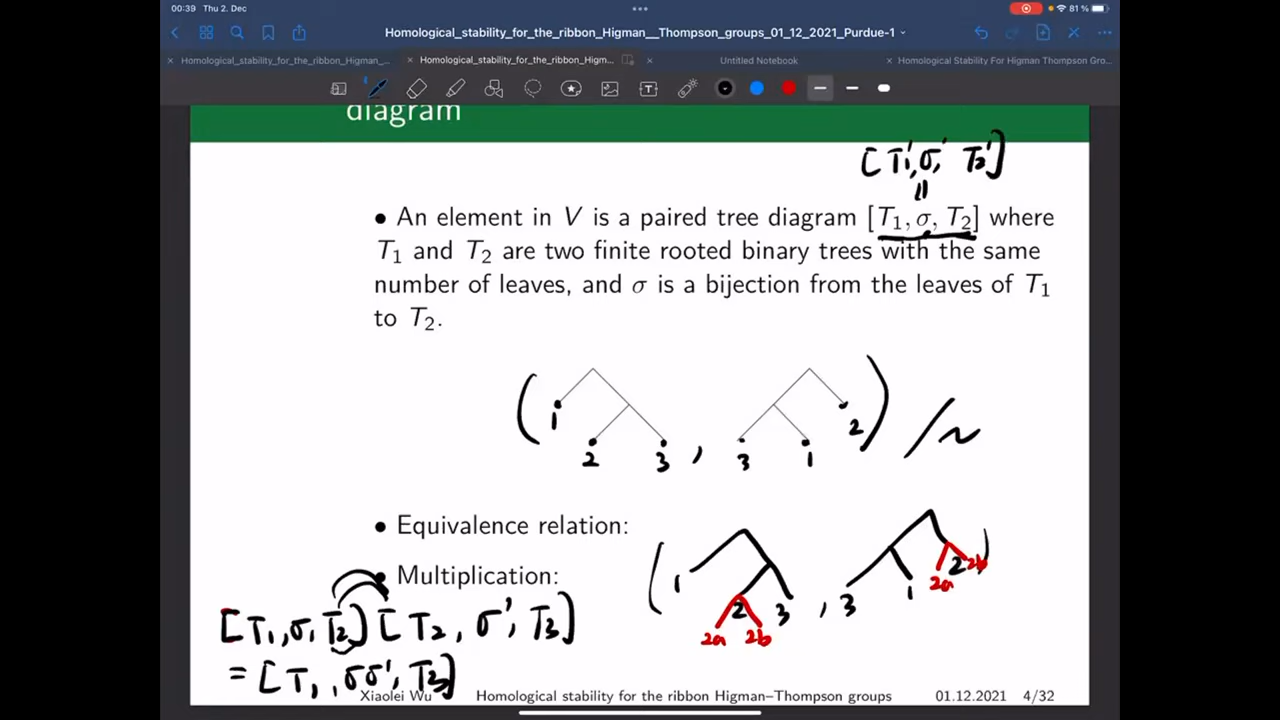 00:39 Thu 2. Dec
81 %
Homological_stability_for_the_ribbon_Higman__Thompson_groups_01_12_2021_Purdue-1
Homological_stability_for_the_ribbon_Higman_...
Homological_stability_for_the_ribbon_Higm...
Untitled Notebook
Homological Stability For Higman Thompson Gro...
diagram
[T₁', σ', T₂']
=
• An element in V is a paired tree diagram [T₁, σ, T₂] where
T₁ and T₂ are two finite rooted binary trees with the same
number of leaves, and σ is a bijection from the leaves of T₁
to T₂.
( 1 2 3 , 3 1 2 ) / ~
• Equivalence relation:
( 1 2 3 , 3 1 2 )
2a 2b 2a 2b
• Multiplication:
[T₁, σ, T₂] [T₂, σ', T₃]
= [T₁, σσ', T₃]
Xiaolei Wu Homological stability for the ribbon Higman–Thompson groups 01.12.2021 4/32